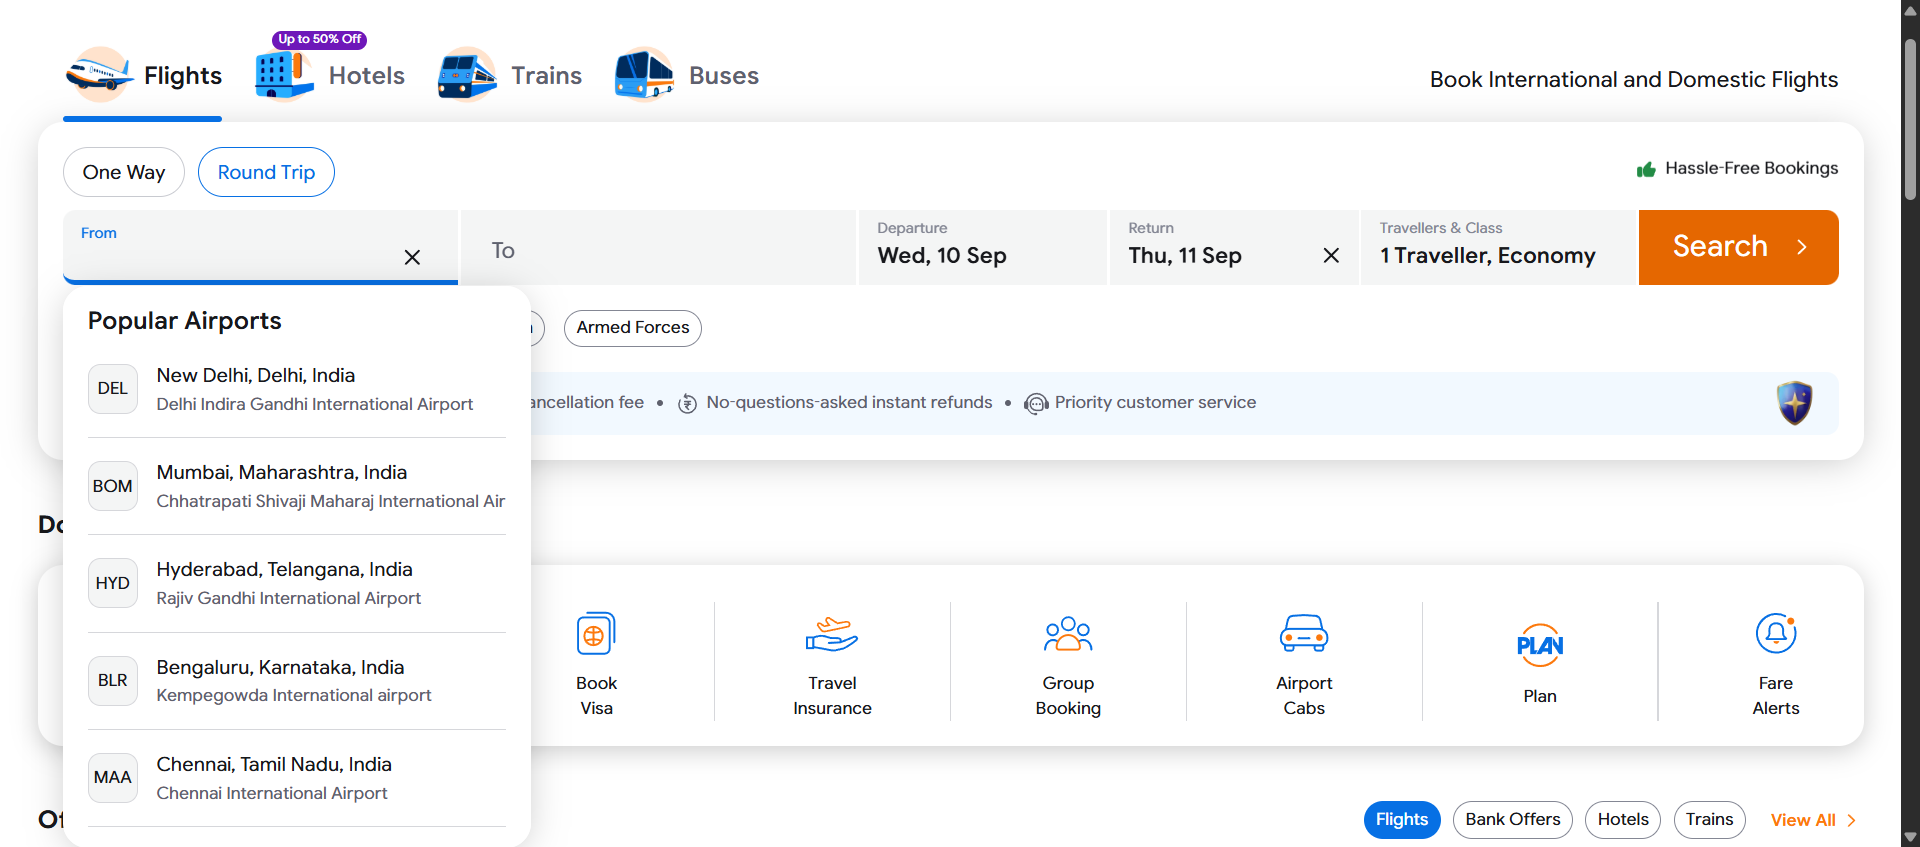 Up to 50% Off
Flights
Hotels
Trains
Buses
Book International and Domestic Flights
One Way
Round Trip
Hassle-Free Bookings
From
To
Departure
Wed, 10 Sep
Return
Thu, 11 Sep
Travellers & Class
1 Traveller, Economy
Search
Popular Airports
Armed Forces
DEL
New Delhi, Delhi, India
Delhi Indira Gandhi International Airport
ancellation fee • No-questions-asked instant refunds • Priority customer service
BOM
Mumbai, Maharashtra, India
Chhatrapati Shivaji Maharaj International Air
HYD
Hyderabad, Telangana, India
Rajiv Gandhi International Airport
BLR
Bengaluru, Karnataka, India
Kempegowda International airport
MAA
Chennai, Tamil Nadu, India
Chennai International Airport
Book
Visa
Travel
Insurance
Group
Booking
Airport
Cabs
PLAN
Plan
Fare
Alerts
Flights
Bank Offers
Hotels
Trains
View All